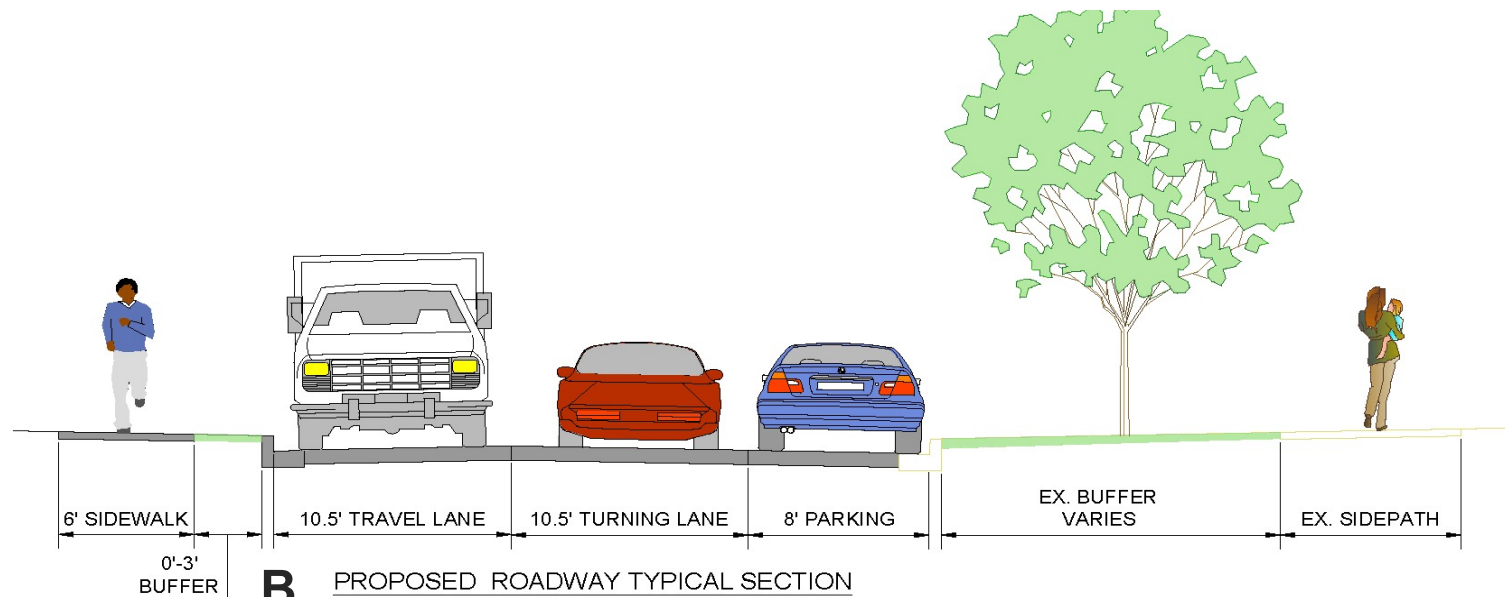 6' SIDEWALK
0'-3'
BUFFER
10.5' TRAVEL LANE
10.5' TURNING LANE
8' PARKING
EX. BUFFER
VARIES
EX. SIDEPATH
B PROPOSED ROADWAY TYPICAL SECTION